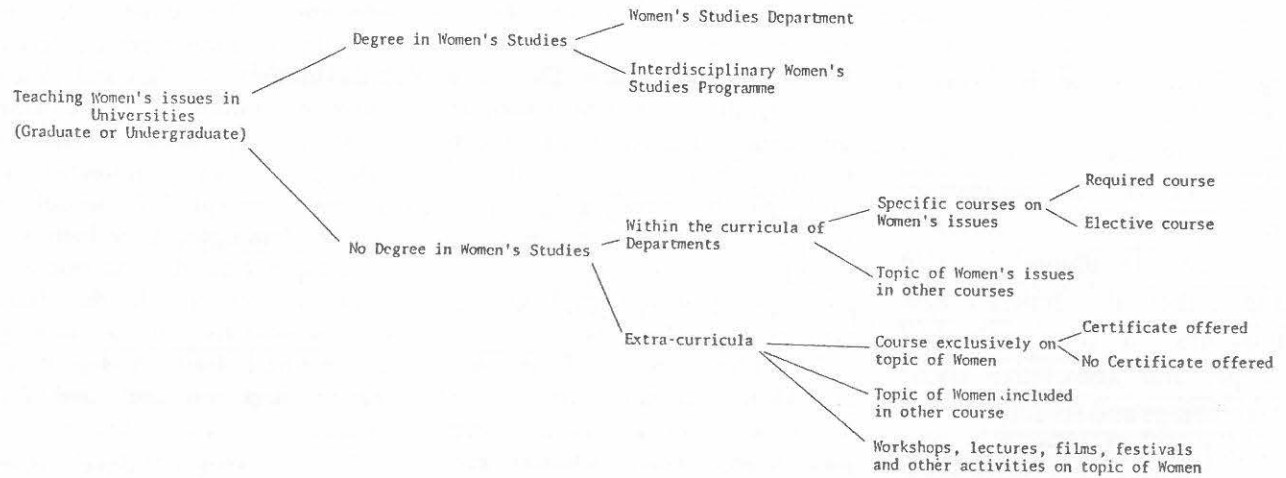 Women's Studies Department
Degree in Women's Studies
Interdisciplinary Women's
Studies Programme
Teaching Women's issues in
Universities
(Graduate or Undergraduate)
Required course
Specific courses on
Women's issues
Elective course
Within the curricula of
Departments
No Degree in Women's Studies
Topic of Women's issues
in other courses
Extra-curricula
Certificate offered
Course exclusively on
topic of Women
No Certificate offered
Topic of Women included
in other course
Workshops, lectures, films, festivals
and other activities on topic of Women